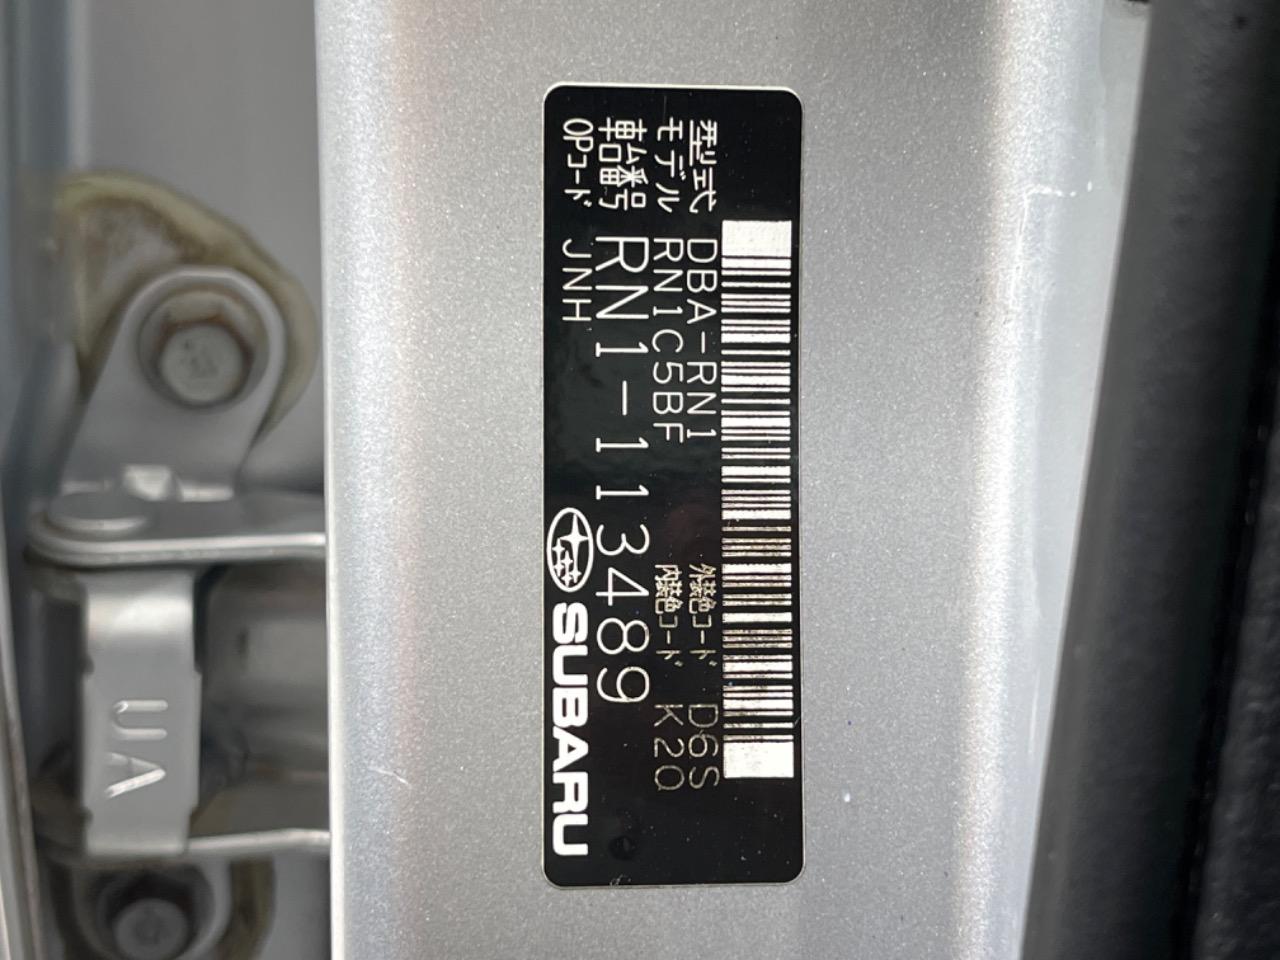 型式 DBA-RN1 外装色コード D6S
モデル RN1C5BF 内装色コード K20
車台番号 RN1-113489
OPコード JNH
SUBARU
UA